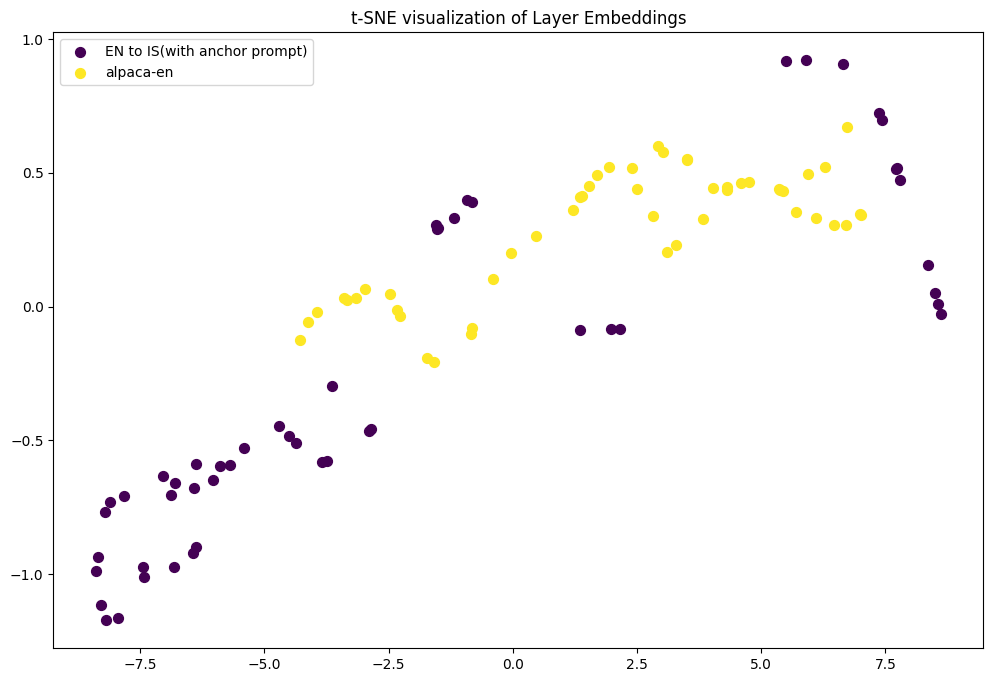 t-SNE visualization of Layer Embeddings
EN to IS(with anchor prompt)
alpaca-en
1.0
0.5
0.0
−0.5
−1.0
−7.5 −5.0 −2.5 0.0 2.5 5.0 7.5